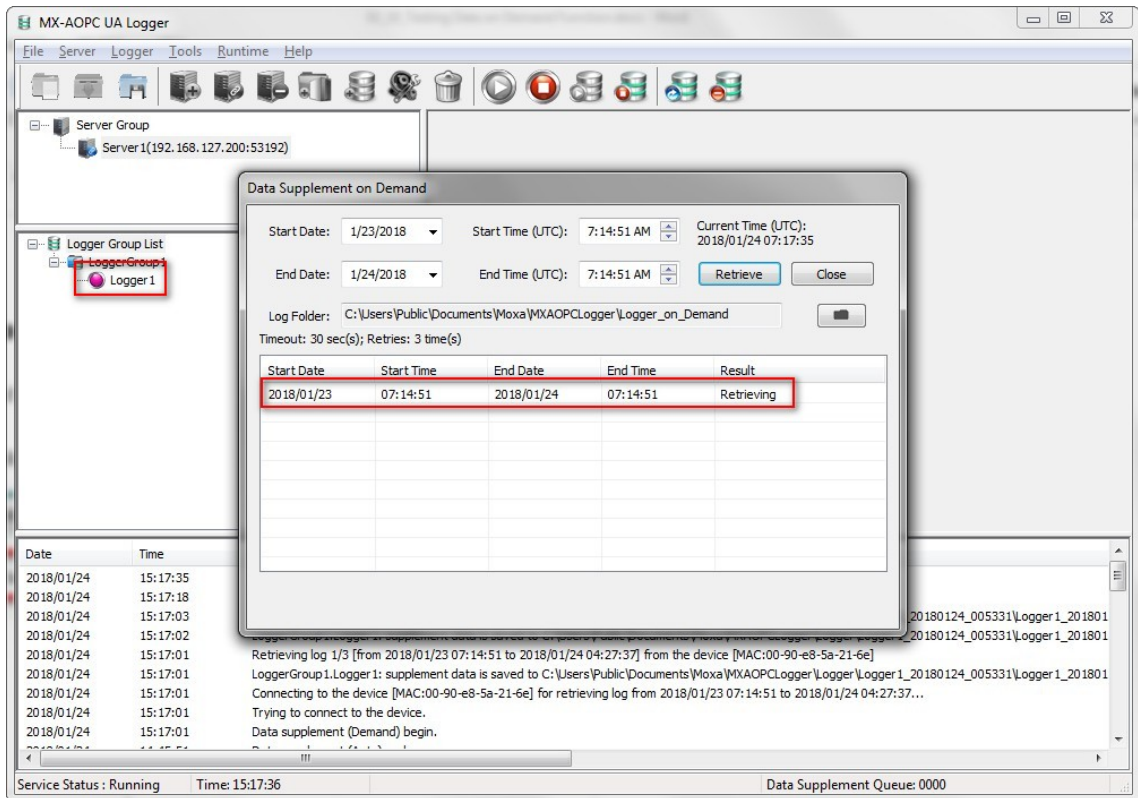 MX-AOPC UA Logger
File Server Logger Tools Runtime Help
Server Group
Server1(192.168.127.200:53192)
Logger Group List
LoggerGroup1
Logger1
Data Supplement on Demand
Start Date: 1/23/2018 Start Time (UTC): 7:14:51 AM Current Time (UTC):
2018/01/24 07:17:35
End Date: 1/24/2018 End Time (UTC): 7:14:51 AM Retrieve Close
Log Folder: C:\Users\Public\Documents\Moxa\MXAOPCLogger\Logger_on_Demand
Timeout: 30 sec(s); Retries: 3 time(s)
Start Date Start Time End Date End Time Result
2018/01/23 07:14:51 2018/01/24 07:14:51 Retrieving
Date Time
2018/01/24 15:17:35
2018/01/24 15:17:18
2018/01/24 15:17:03 _20180124_005331\Logger1_201801
2018/01/24 15:17:02 _20180124_005331\Logger1_201801
2018/01/24 15:17:01 Retrieving log 1/3 [from 2018/01/23 07:14:51 to 2018/01/24 04:27:37] from the device [MAC:00-90-e8-5a-21-6e]
2018/01/24 15:17:01 LoggerGroup1.Logger1: supplement data is saved to C:\Users\Public\Documents\Moxa\MXAOPCLogger\Logger\Logger1_20180124_005331\Logger1_201801
2018/01/24 15:17:01 Connecting to the device [MAC:00-90-e8-5a-21-6e] for retrieving log from 2018/01/23 07:14:51 to 2018/01/24 04:27:37...
2018/01/24 15:17:01 Trying to connect to the device.
2018/01/24 15:17:01 Data supplement (Demand) begin.
Service Status : Running Time: 15:17:36 Data Supplement Queue: 0000